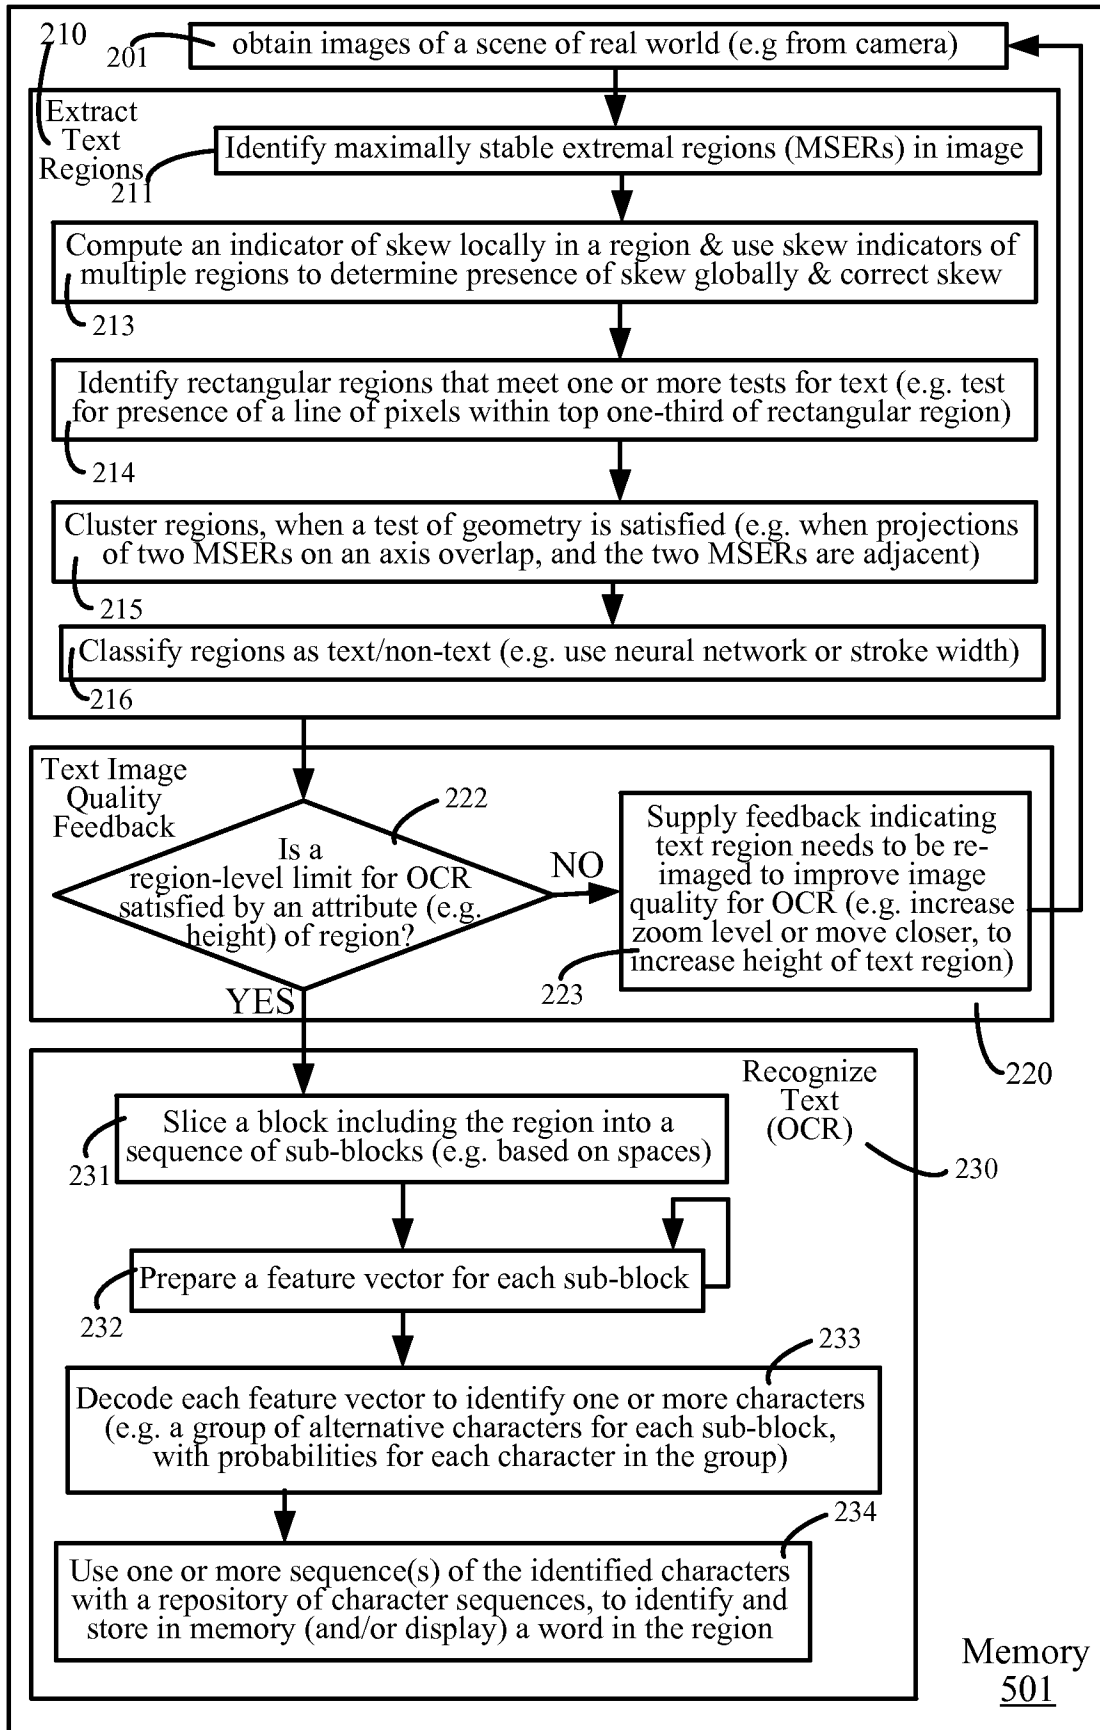 210
201
obtain images of a scene of real world (e.g from camera)
Extract
Text
Regions
211
Identify maximally stable extremal regions (MSERs) in image
Compute an indicator of skew locally in a region & use skew indicators of
multiple regions to determine presence of skew globally & correct skew
213
Identify rectangular regions that meet one or more tests for text (e.g. test
for presence of a line of pixels within top one-third of rectangular region)
214
Cluster regions, when a test of geometry is satisfied (e.g. when projections
of two MSERs on an axis overlap, and the two MSERs are adjacent)
215
Classify regions as text/non-text (e.g. use neural network or stroke width)
216
Text Image
Quality
Feedback
222
Is a
region-level limit for OCR
satisfied by an attribute (e.g.
height) of region?
NO
YES
Supply feedback indicating
text region needs to be re-
imaged to improve image
quality for OCR (e.g. increase
zoom level or move closer, to
increase height of text region)
223
220
Recognize
Text
(OCR)
230
Slice a block including the region into a
sequence of sub-blocks (e.g. based on spaces)
231
Prepare a feature vector for each sub-block
232
233
Decode each feature vector to identify one or more characters
(e.g. a group of alternative characters for each sub-block,
with probabilities for each character in the group)
234
Use one or more sequence(s) of the identified characters
with a repository of character sequences, to identify and
store in memory (and/or display) a word in the region
Memory
501